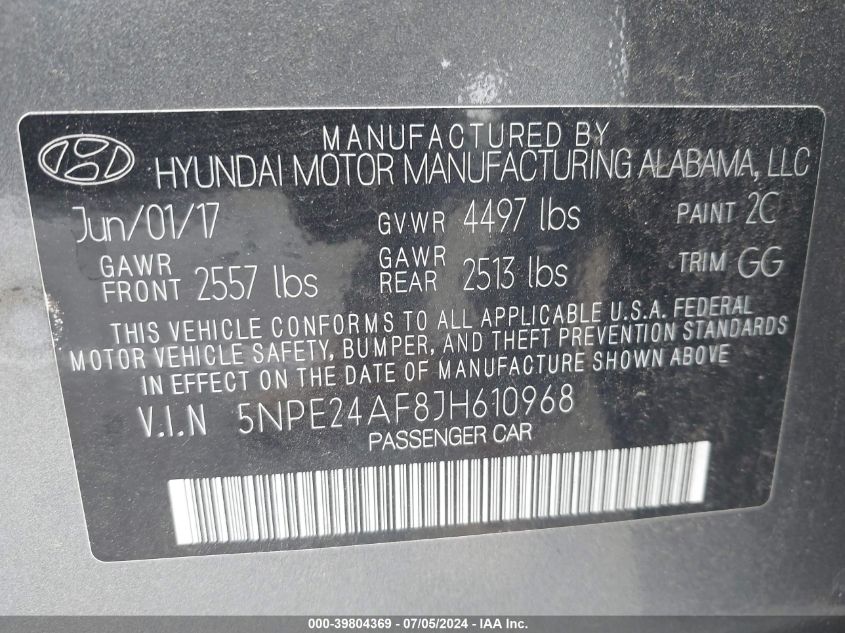 MANUFACTURED BY
HYUNDAI MOTOR MANUFACTURING ALABAMA, LLC
Jun/01/17 GVWR 4497 lbs PAINT 2C
GAWR FRONT 2557 lbs GAWR REAR 2513 lbs TRIM GG
THIS VEHICLE CONFORMS TO ALL APPLICABLE U.S.A. FEDERAL
MOTOR VEHICLE SAFETY, BUMPER, AND THEFT PREVENTION STANDARDS
IN EFFECT ON THE DATE OF MANUFACTURE SHOWN ABOVE
V.I.N 5NPE24AF8JH610968
PASSENGER CAR
000-39804369 | 07/05/2024 - IAA Inc.